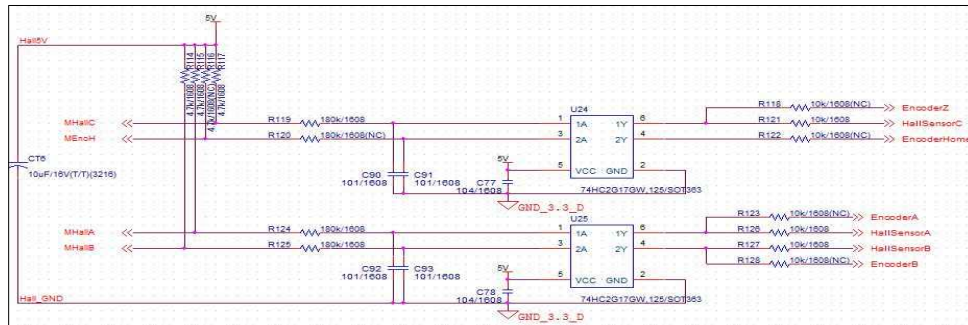 5V
Hall5V
R114
R115
R116
R117
4.7k/1608
4.7k/1608
4.7k/1608(NC)
4.7k/1608
U24
R118 10k/1608(NC) EncoderZ
MHallC R119 180k/1608 1 1A 1Y 6 R121 10k/1608 HallSensorC
MEncH R120 180k/1608(NC) 3 2A 2Y 4 R122 10k/1608(NC) EncoderHome
CT6
10uF/16V(T/T)(3216)
5V
C90 C91 C77 5 VCC GND 2
101/1608 101/1608 104/1608
74HC2G17GW,125/SOT363
GND_3.3_D
U25
R123 10k/1608(NC) EncoderA
MHallA R124 180k/1608 1 1A 1Y 6 R126 10k/1608 HallSensorA
MHallB R125 180k/1608 3 2A 2Y 4 R127 10k/1608 HallSensorB
R128 10k/1608(NC) EncoderB
5V
C92 C93 5 VCC GND 2
101/1608 101/1608
C78
104/1608
Hall_GND
74HC2G17GW,125/SOT363
GND_3.3_D